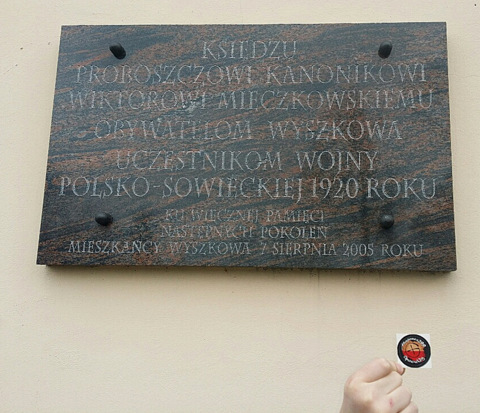 KSIĘDZU
PROBOSZCZOWI KANONIKOWI
WIKTOROWI MIECZKOWSKIEMU
OBYWATELOM WYSZKOWA
UCZESTNIKOM WOJNY
POLSKO-SOWIECKIEJ 1920 ROKU
KU WIECZNEJ PAMIĘCI
NASTĘPNYCH POKOLEŃ
MIESZKAŃCY WYSZKOWA 7 SIERPNIA 2005 ROKU